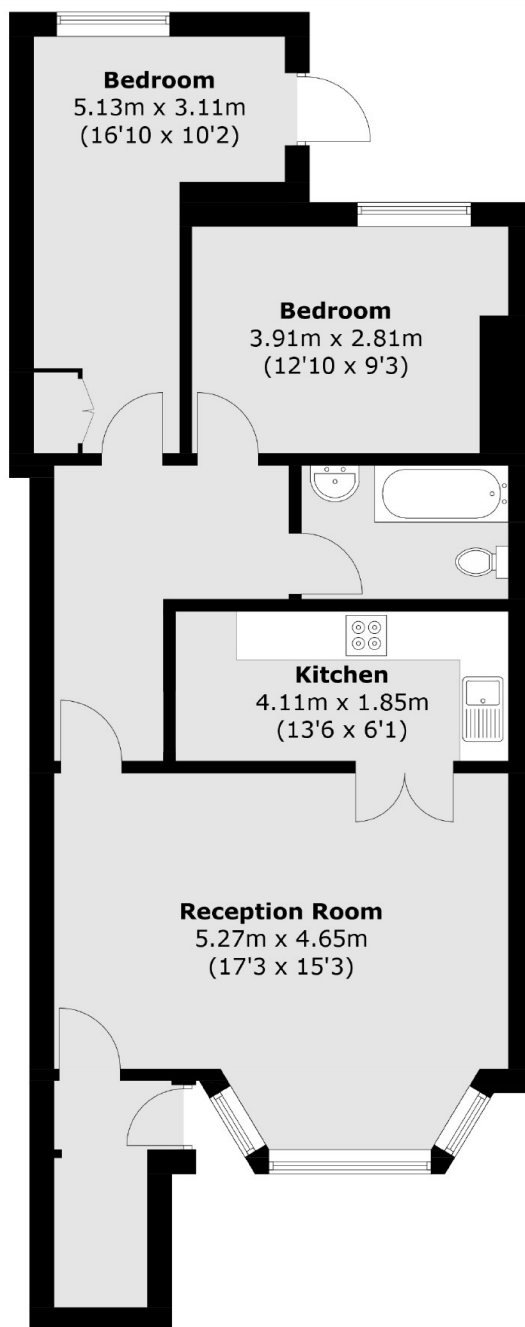 Bedroom
5.13m x 3.11m
(16'10 x 10'2)
Bedroom
3.91m x 2.81m
(12'10 x 9'3)
Kitchen
4.11m x 1.85m
(13'6 x 6'1)
Reception Room
5.27m x 4.65m
(17'3 x 15'3)